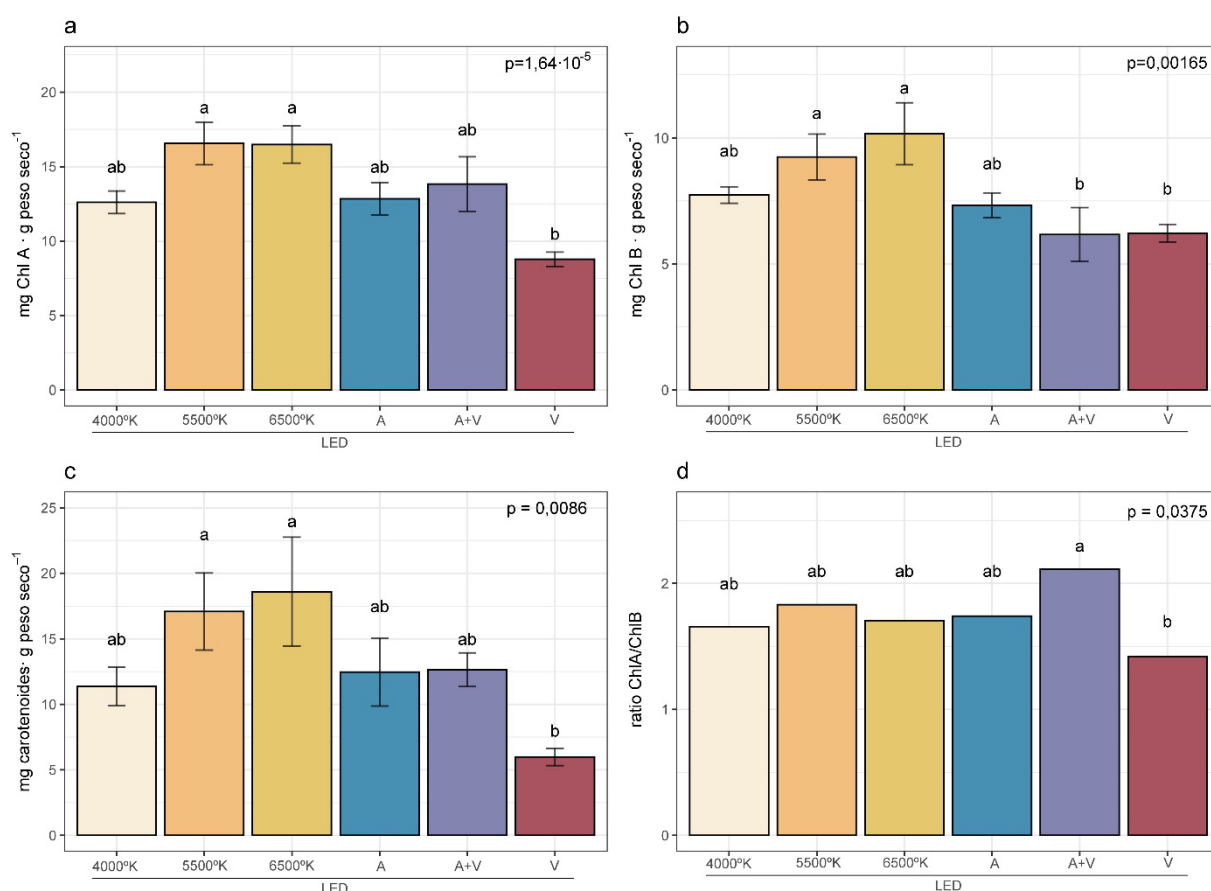 a
p=1,64·10⁻⁵
mg Chl A · g peso seco⁻¹
20
15
10
5
0
ab
a
a
ab
ab
b
4000ºK 5500ºK 6500ºK A A+V V
LED
b
p=0,00165
mg Chl B · g peso seco⁻¹
10
5
0
ab
a
a
ab
b
b
4000ºK 5500ºK 6500ºK A A+V V
LED
c
p = 0,0086
mg carotenoides· g peso seco⁻¹
25
20
15
10
5
0
ab
a
a
ab
ab
b
4000ºK 5500ºK 6500ºK A A+V V
LED
d
p = 0,0375
ratio ChlA/ChlB
2
1
0
ab
ab
ab
ab
a
b
4000ºK 5500ºK 6500ºK A A+V V
LED